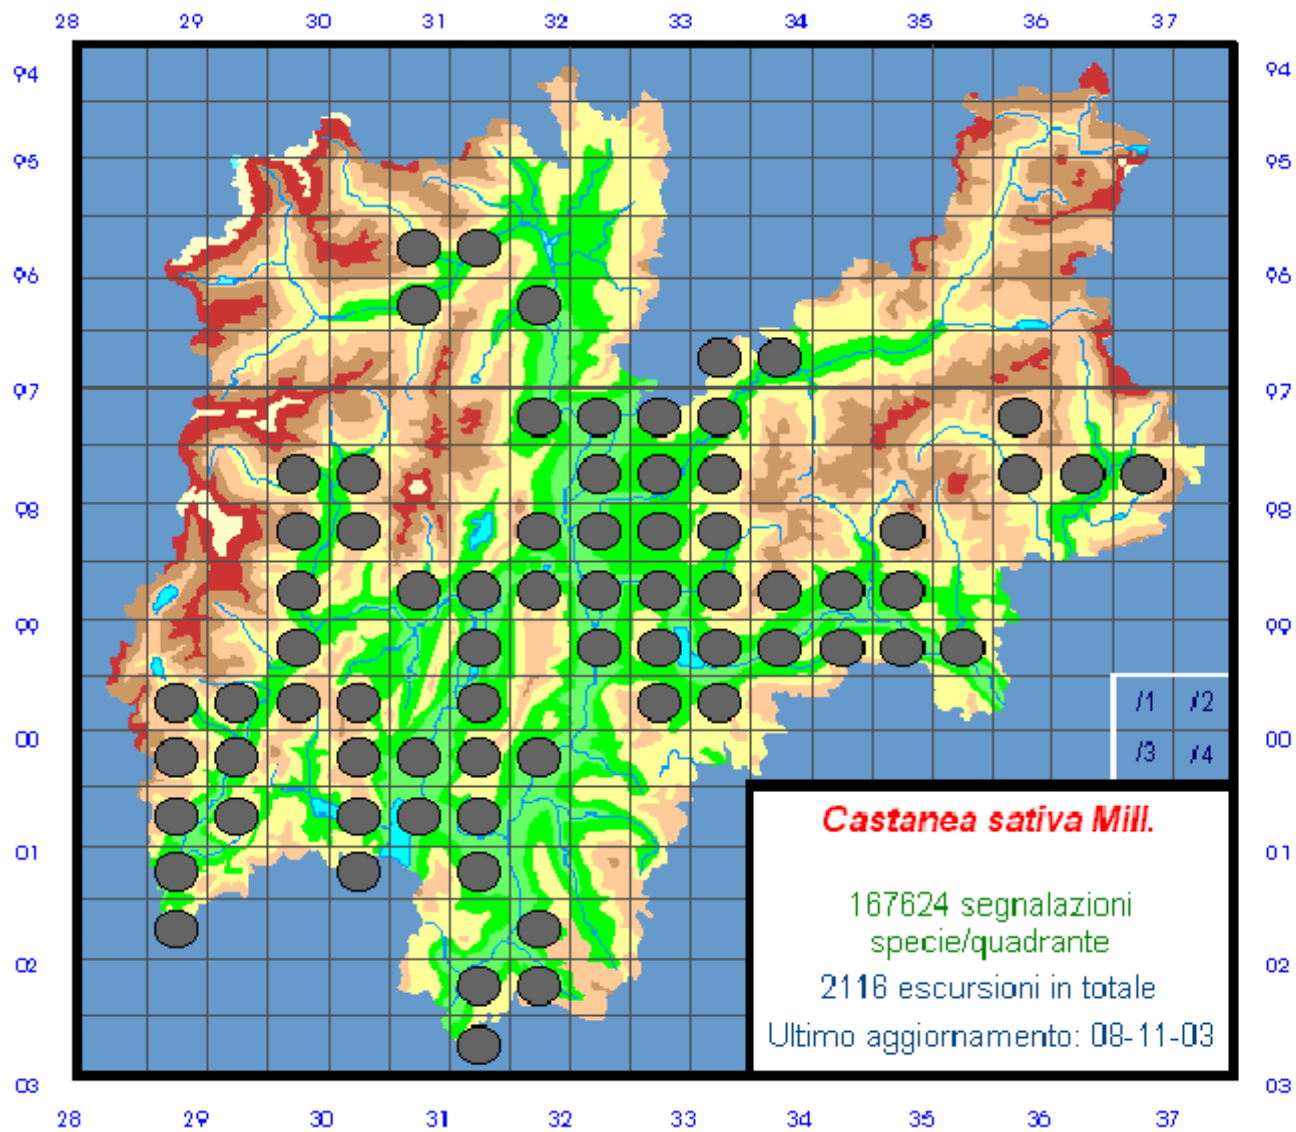 28 29 30 31 32 33 34 36 37
94 94
95 95
96 96
97 97
98 98
99 99
/1 /2
00 00
/3 /4
Castanea sativa Mill.
01 01
167624 segnalazioni
specie/quadrante
02 02
2116 escursioni in totale
Ultimo aggiornamento: 08-11-03
03 03
28 29 30 31 32 33 34 35 36 37